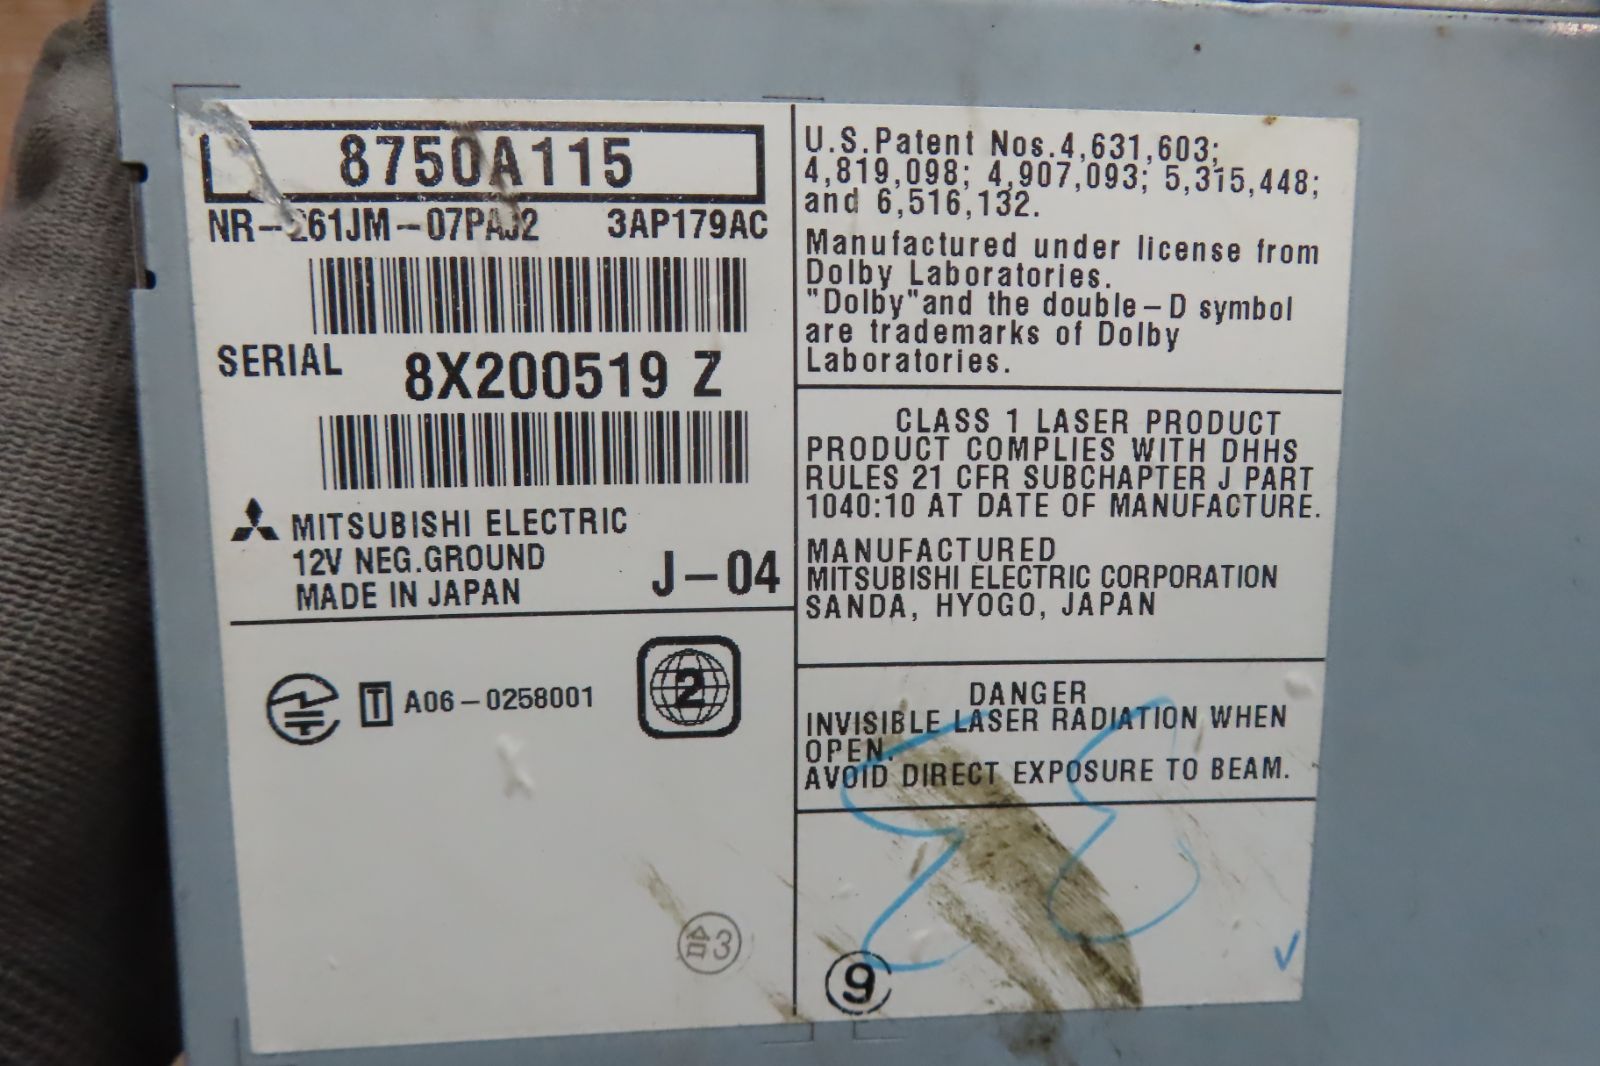 8750A115
NR-261JM-07PAJ2 3AP179AC
SERIAL 8X200519 Z
MITSUBISHI ELECTRIC
12V NEG.GROUND
MADE IN JAPAN J-04
T A06-0258001
2
合3
U.S.Patent Nos.4,631,603;
4,819,098; 4,907,093; 5,315,448;
and 6,516,132.
Manufactured under license from
Dolby Laboratories.
"Dolby"and the double-D symbol
are trademarks of Dolby
Laboratories.
CLASS 1 LASER PRODUCT
PRODUCT COMPLIES WITH DHHS
RULES 21 CFR SUBCHAPTER J PART
1040:10 AT DATE OF MANUFACTURE.
MANUFACTURED
MITSUBISHI ELECTRIC CORPORATION
SANDA, HYOGO, JAPAN
DANGER
INVISIBLE LASER RADIATION WHEN
OPEN.
AVOID DIRECT EXPOSURE TO BEAM.
9